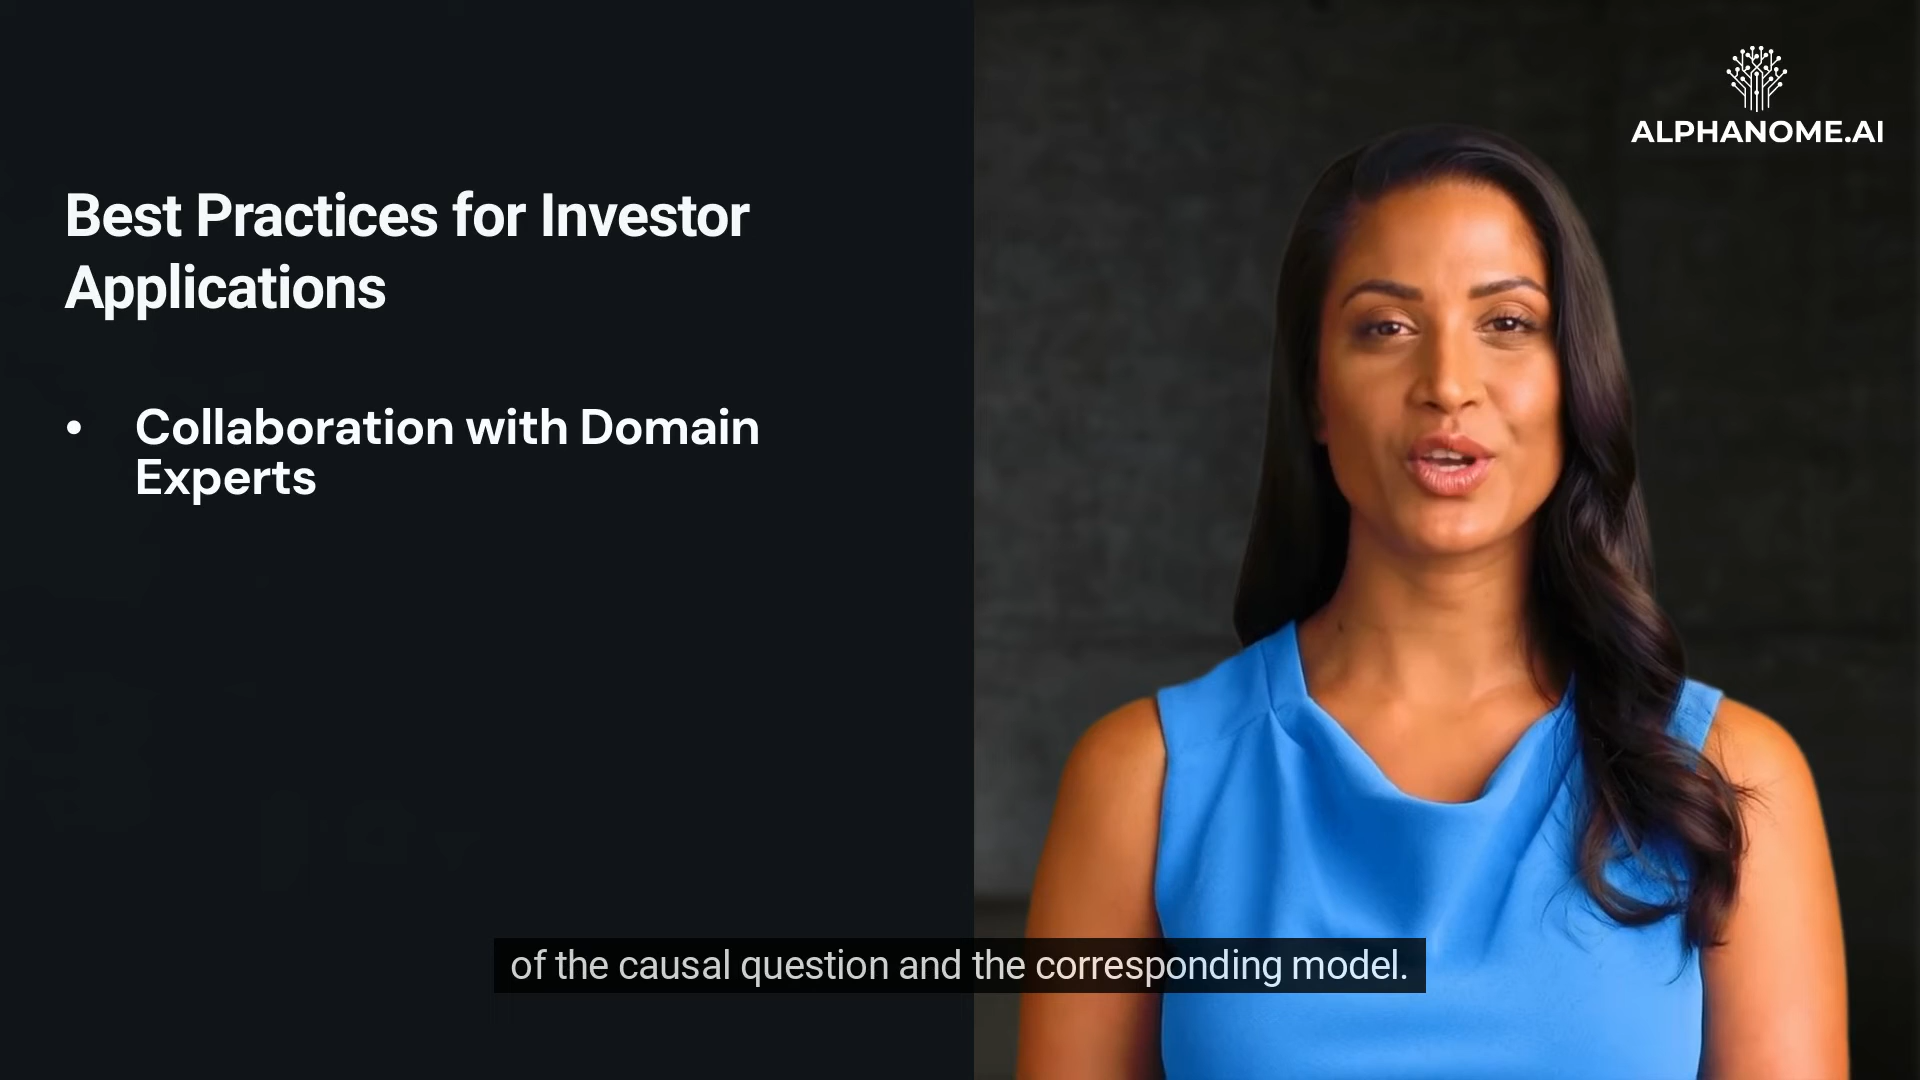 ALPHANOME.AI
Best Practices for Investor
Applications
• Collaboration with Domain
Experts
of the causal question and the corresponding model.